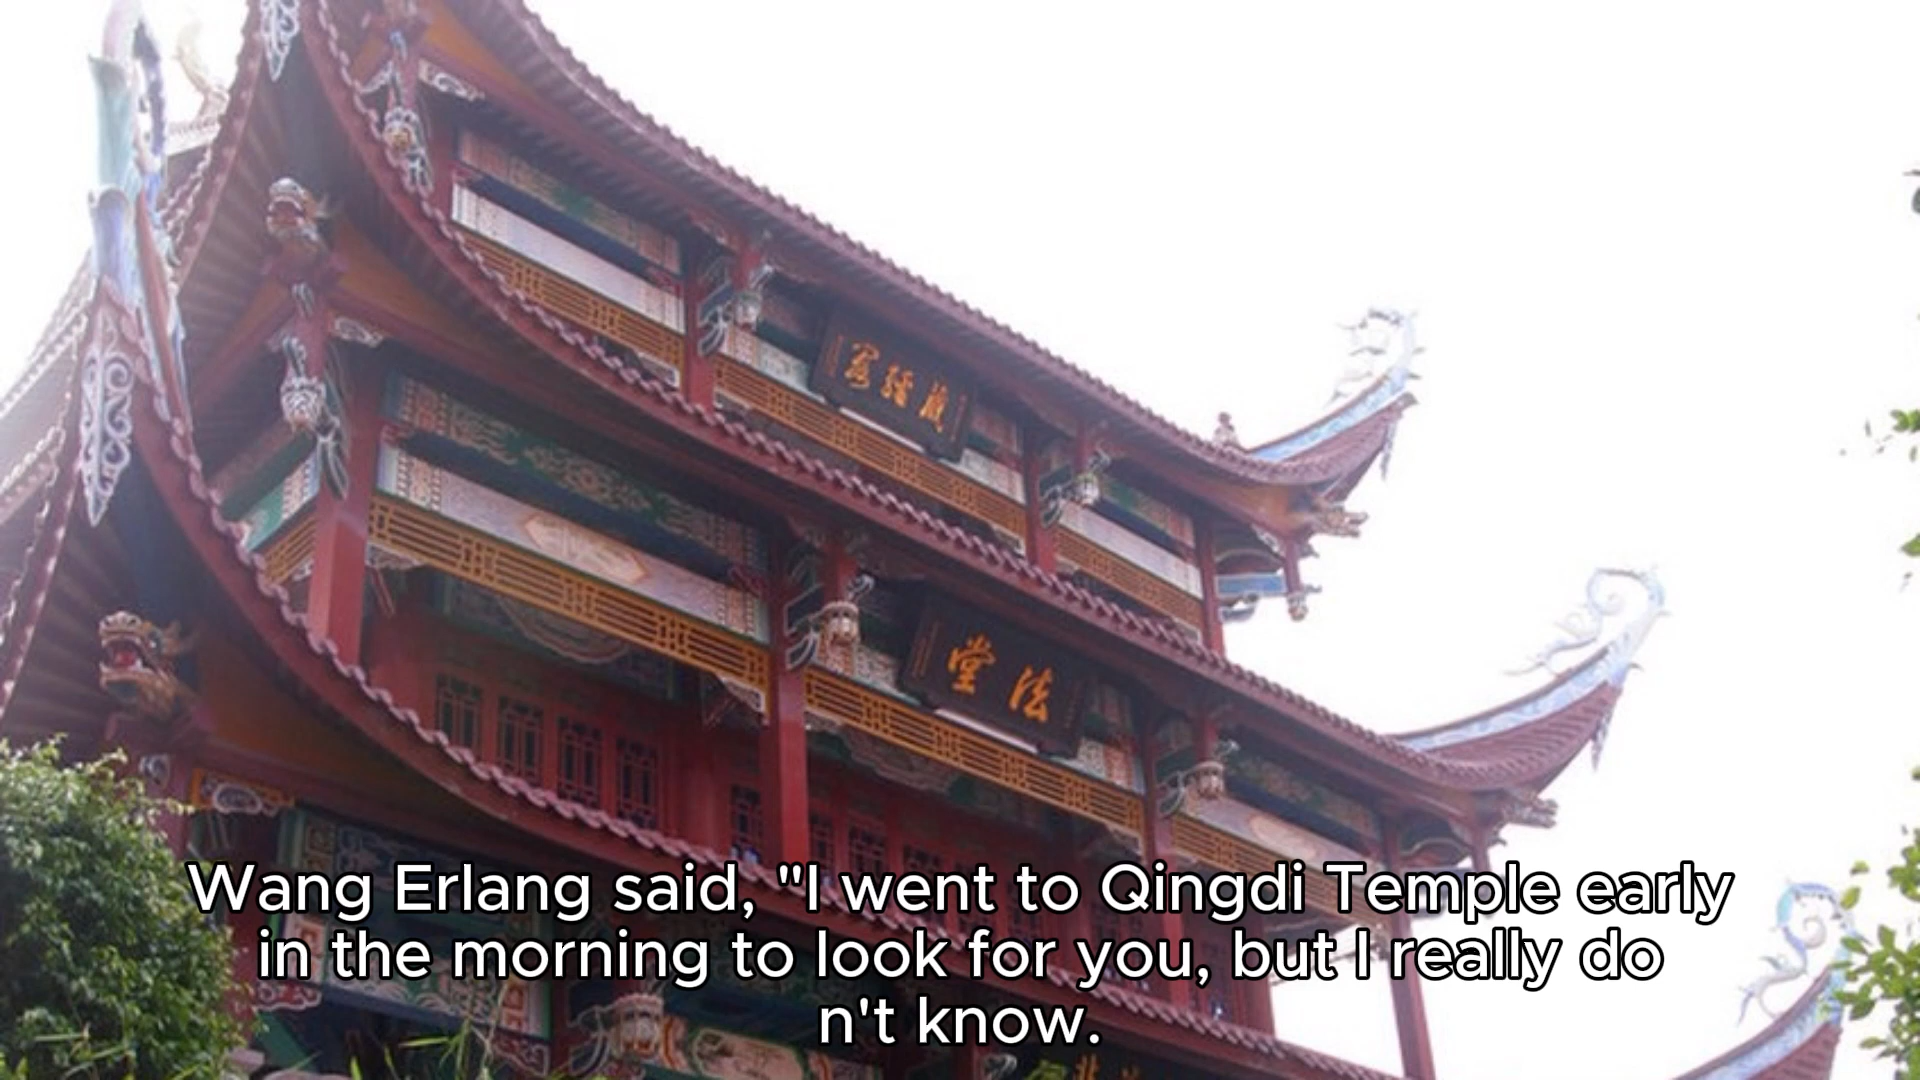 藏經閣
法堂
Wang Erlang said, "I went to Qingdi Temple early
in the morning to look for you, but I really do
n't know.